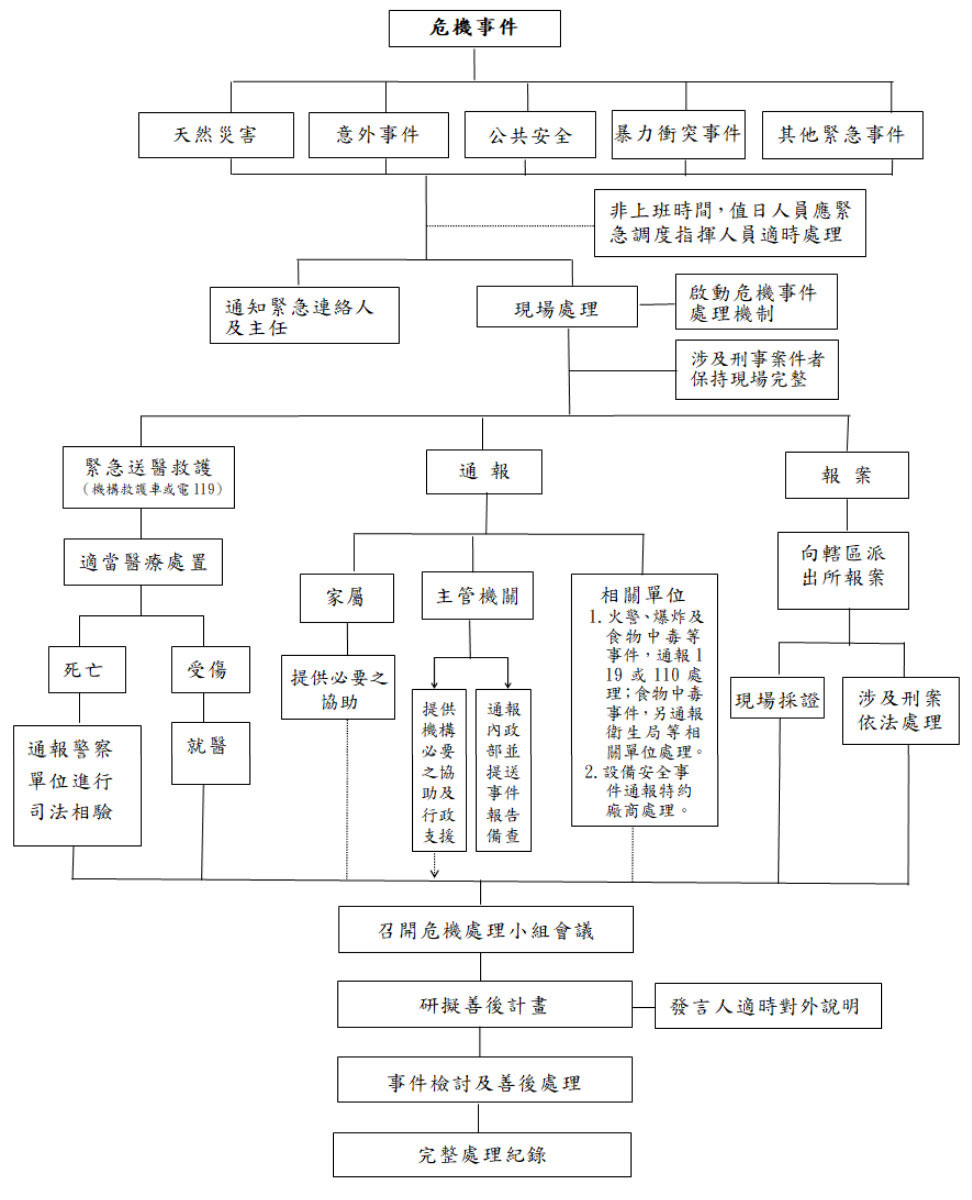 危機事件
天然災害
意外事件
公共安全
暴力衝突事件
其他緊急事件
非上班時間，值日人員應緊
急調度指揮人員適時處理
通知緊急連絡人
及主任
現場處理
啟動危機事件
處理機制
涉及刑事案件者
保持現場完整
緊急送醫救護
（機構救護車或電119）
通報
報案
適當醫療處置
向轄區派
出所報案
家屬
主管機關
相關單位
1.火警、爆炸及
食物中毒等
事件，通報1
19或110處
理；食物中毒
事件，另通報
衛生局等相
關單位處理。
2.設備安全事
件通報特約
廠商處理。
死亡
受傷
提供必要之
協助
提供
機構
必要
之協
助及
行政
支援
通報
內政
部並
提送
事件
報告
備查
現場採證
涉及刑案
依法處理
通報警察
單位進行
司法相驗
就醫
召開危機處理小組會議
研擬善後計畫
發言人適時對外說明
事件檢討及善後處理
完整處理紀錄